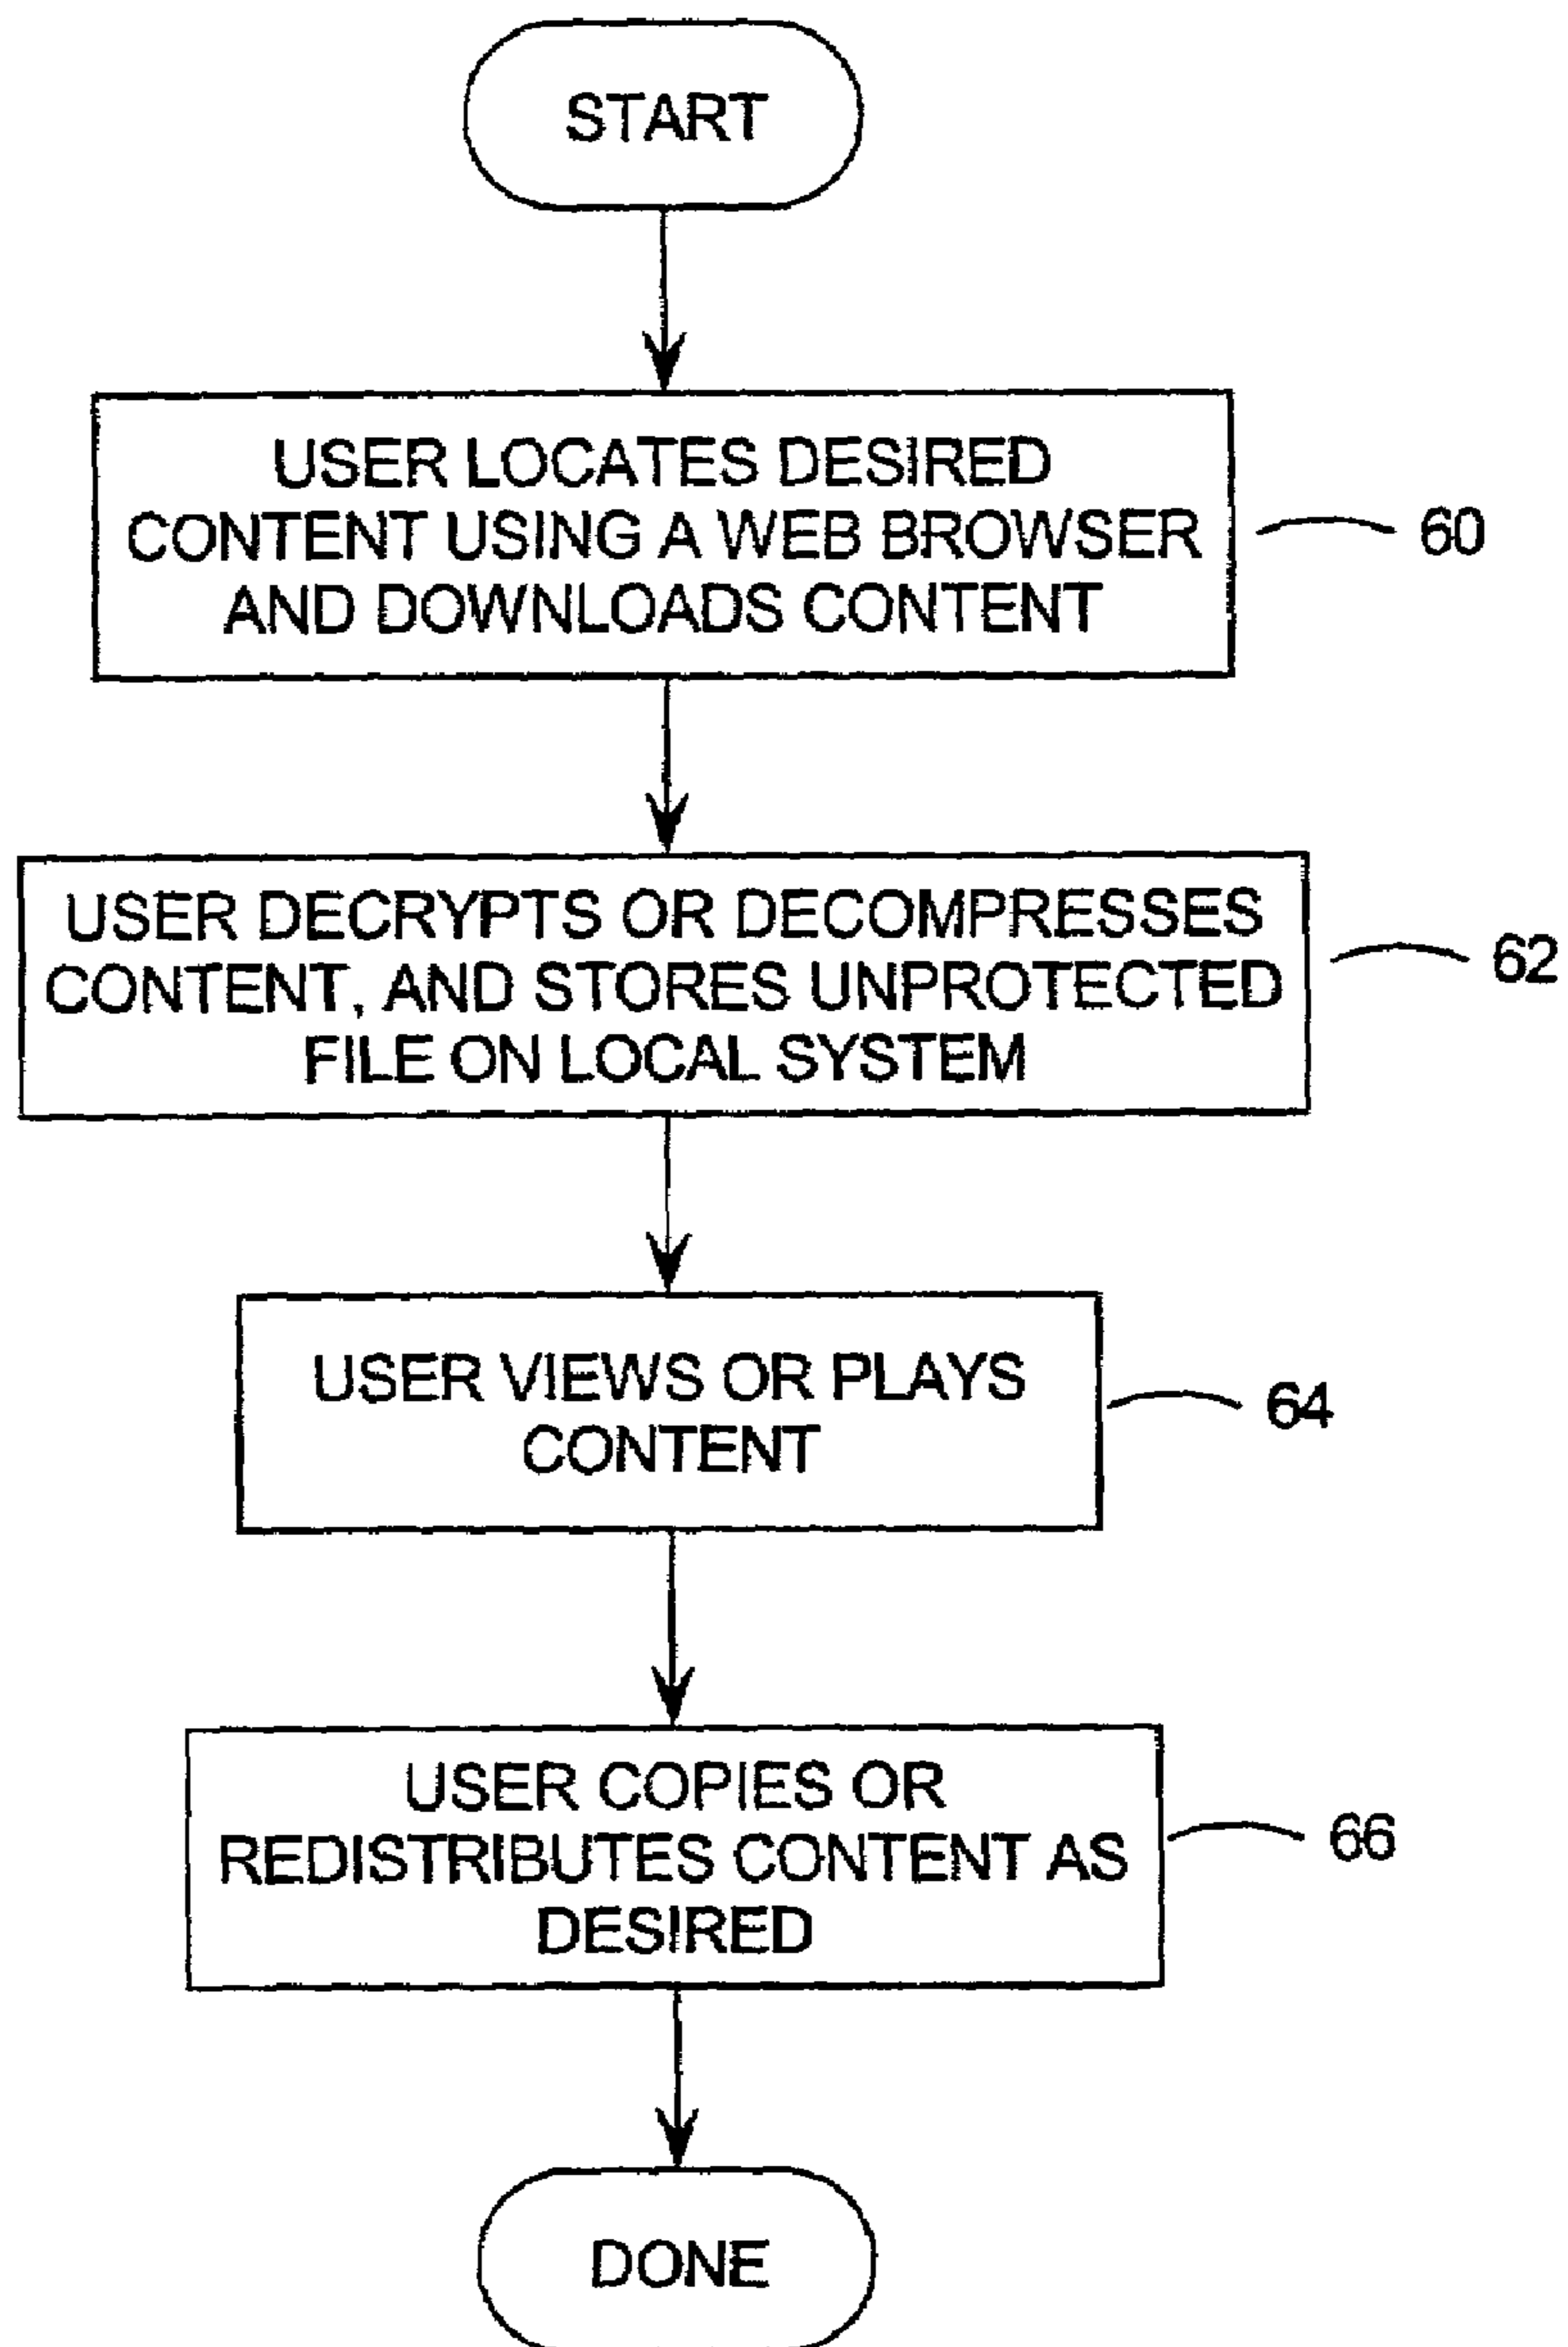 START
USER LOCATES DESIRED
CONTENT USING A WEB BROWSER
AND DOWNLOADS CONTENT
60
USER DECRYPTS OR DECOMPRESSES
CONTENT, AND STORES UNPROTECTED
FILE ON LOCAL SYSTEM
62
USER VIEWS OR PLAYS
CONTENT
64
USER COPIES OR
REDISTRIBUTES CONTENT AS
DESIRED
66
DONE